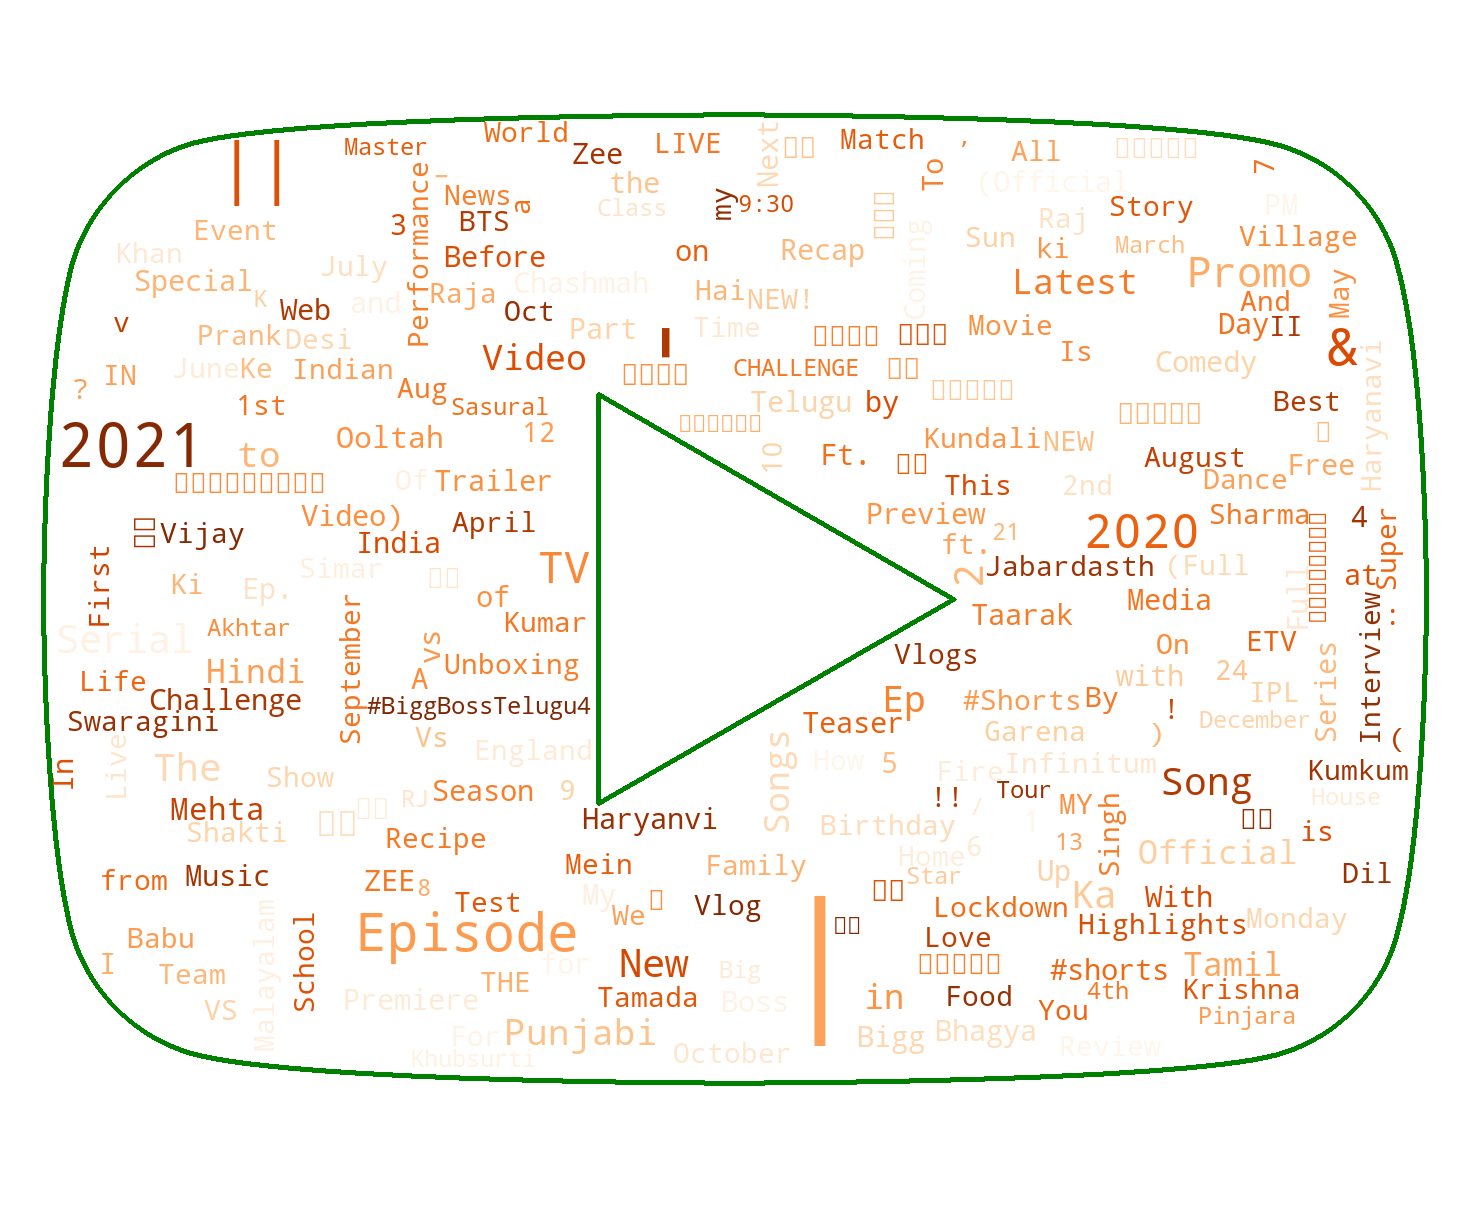 World
Master
Zee
LIVE
Next
Match
To
,
All
7
||
Performance
_
News
a
the
Class
my
9:30
(Official
PM
Story
Raj
Event
3
BTS
Khan
Before
on
Recap
Coming
Sun
ki
March
Village
Special
July
K
and
Raja
Chashmah
Hai
NEW!
Latest
Promo
And
May
v
Web
Oct
Part
Time
Movie
Day
II
&
Prank
Desi
Video
Is
Comedy
?
IN
June
Ke
Indian
Aug
CHALLENGE
Haryanavi
1st
Sasural
Telugu
by
Best
2021
to
Ooltah
12
10
Ft.
Kundali
NEW
August
Free
Of
Trailer
This
2nd
Dance
Video)
April
Preview
21
2020
Sharma
4
Super
Vijay
India
TV
ft.
2
Jabardasth
(Full
Full
at
First
Ki
Ep.
Simar
of
Kumar
Taarak
Media
Interview
:
Serial
Akhtar
September
vs
Unboxing
Vlogs
On
ETV
Series
Life
Hindi
A
with
24
IPL
Challenge
#BiggBossTelugu4
Ep
#Shorts
By
!
December
Swaragini
Vs
England
Teaser
Garena
)
(
In
Live
The
Show
Songs
How
5
Fire
Infinitum
Song
Kumkum
Mehta
RJ
Season
9
!!
/
Tour
MY
House
Shakti
Recipe
Haryanvi
Birthday
1
Singh
is
6
13
Official
from
Music
ZEE
8
Mein
Family
Home
Star
Up
Dil
Test
My
We
Vlog
Lockdown
Ka
With
Malayalam
School
Episode
|
Highlights
Monday
Babu
Love
I
Team
for
New
Big
#shorts
Tamil
THE
Tamada
Boss
in
Food
You
4th
Krishna
VS
Premiere
For
Punjabi
October
Bigg
Bhagya
Review
Pinjara
Khubsurti